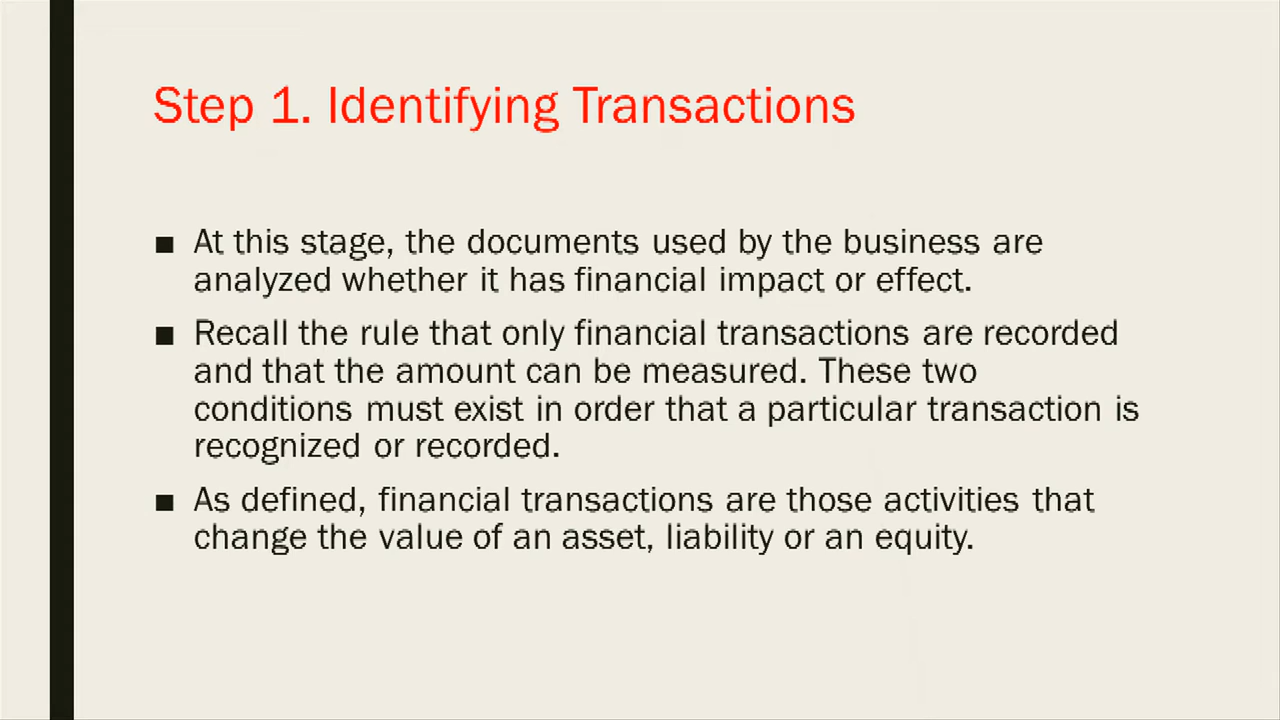 Step 1. Identifying Transactions
■ At this stage, the documents used by the business are
analyzed whether it has financial impact or effect.
■ Recall the rule that only financial transactions are recorded
and that the amount can be measured. These two
conditions must exist in order that a particular transaction is
recognized or recorded.
■ As defined, financial transactions are those activities that
change the value of an asset, liability or an equity.